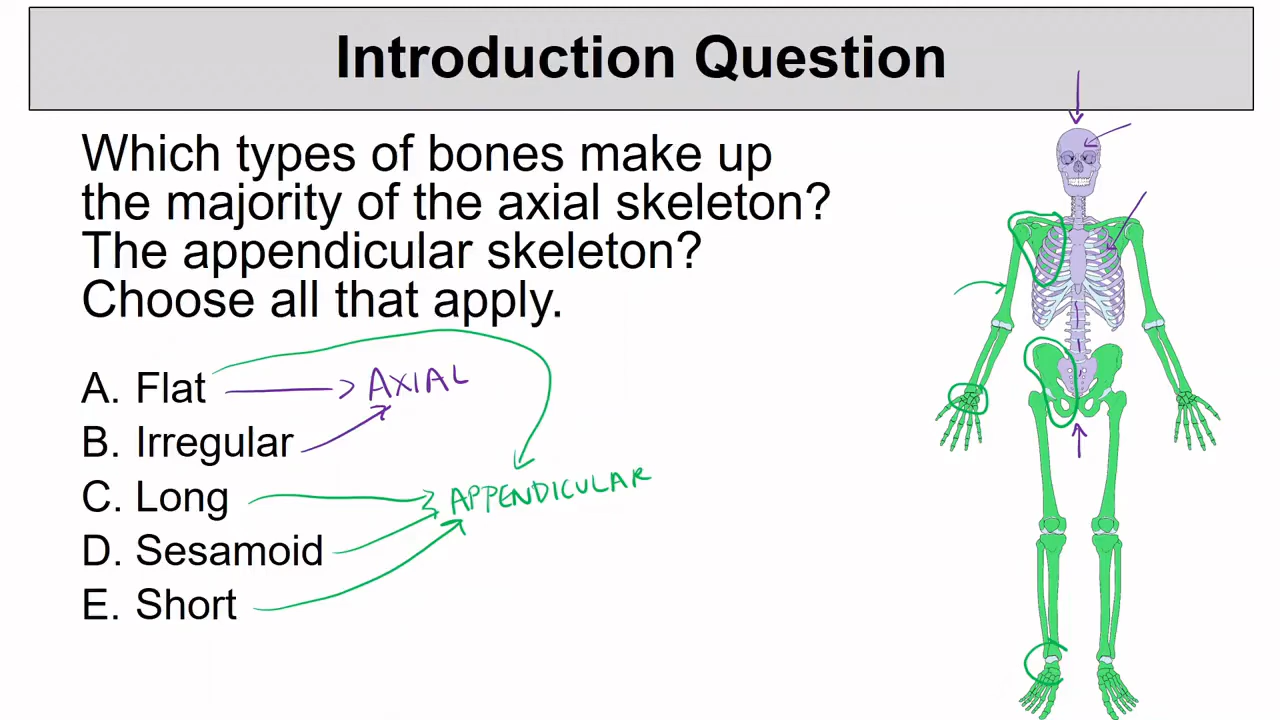 Introduction Question
Which types of bones make up
the majority of the axial skeleton?
The appendicular skeleton?
Choose all that apply.
A. Flat
AXIAL
B. Irregular
C. Long
APPENDICULAR
D. Sesamoid
E. Short